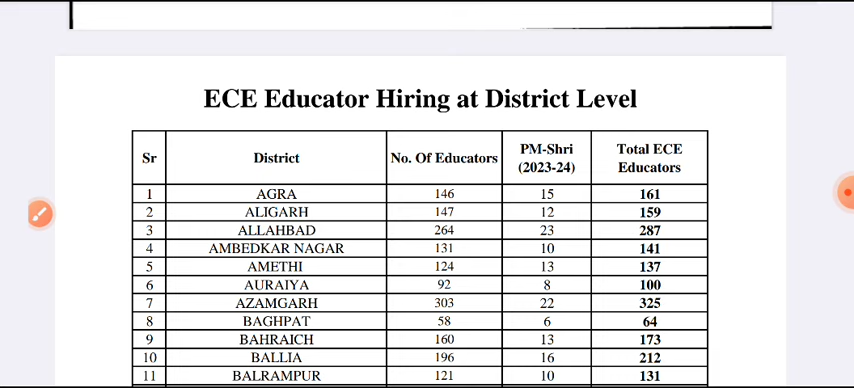 ECE Educator Hiring at District Level
Sr District No. Of Educators PM-Shri (2023-24) Total ECE Educators
1 AGRA 146 15 161
2 ALIGARH 147 12 159
3 ALLAHBAD 264 23 287
4 AMBEDKAR NAGAR 131 10 141
5 AMETHI 124 13 137
6 AURAIYA 92 8 100
7 AZAMGARH 303 22 325
8 BAGHPAT 58 6 64
9 BAHRAICH 160 13 173
10 BALLIA 196 16 212
11 BALRAMPUR 121 10 131